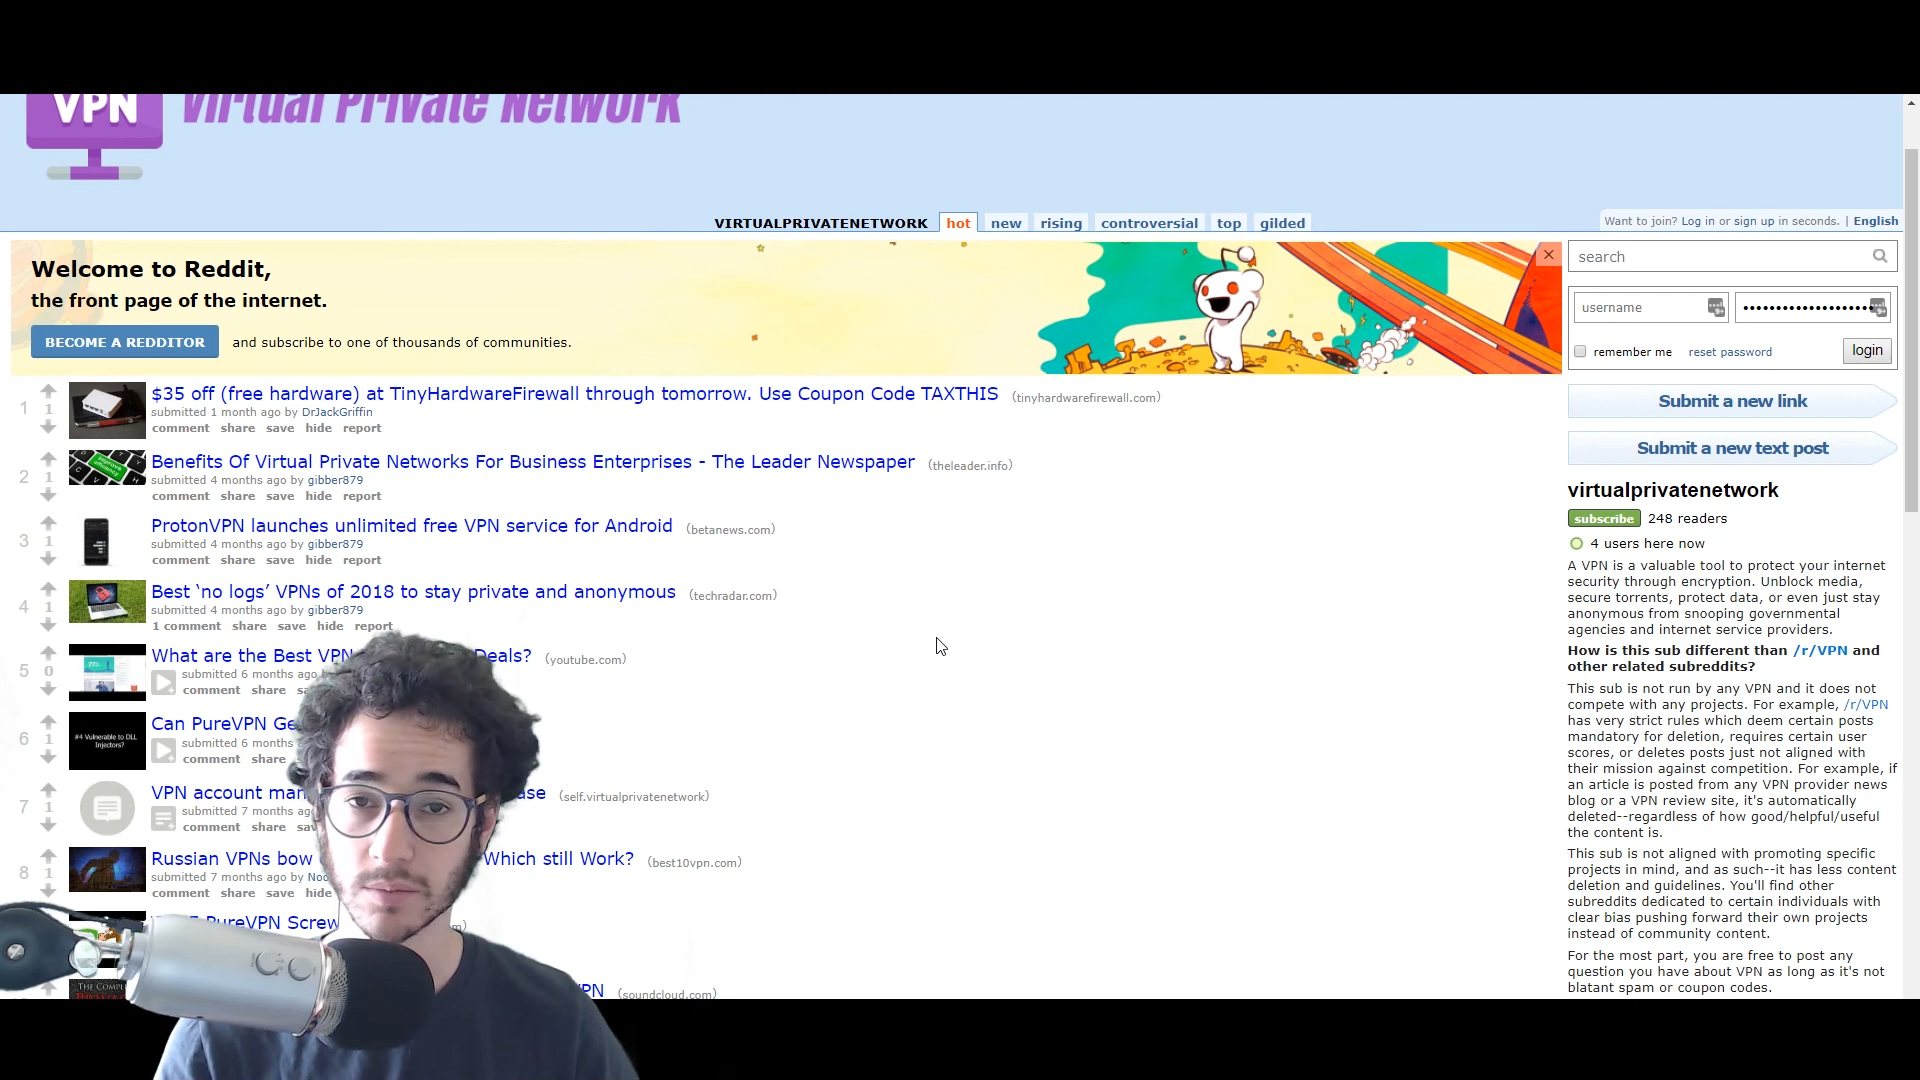 VPN
Virtual Private Network
VIRTUALPRIVATENETWORK hot new rising controversial top gilded
Want to join? Log in or sign up in seconds. | English
Welcome to Reddit,
the front page of the internet.
BECOME A REDDITOR and subscribe to one of thousands of communities.
search
username
remember me reset password login
Submit a new link
Submit a new text post
virtualprivatenetwork
subscribe 248 readers
4 users here now
A VPN is a valuable tool to protect your internet
security through encryption. Unblock media,
secure torrents, protect data, or even just stay
anonymous from snooping governmental
agencies and internet service providers.
How is this sub different than /r/VPN and
other related subreddits?
This sub is not run by any VPN and it does not
compete with any projects. For example, /r/VPN
has very strict rules which deem certain posts
mandatory for deletion, requires certain user
scores, or deletes posts just not aligned with
their mission against competition. For example, if
an article is posted from any VPN provider news
blog or a VPN review site, it's automatically
deleted--regardless of how good/helpful/useful
the content is.
This sub is not aligned with promoting specific
projects in mind, and as such--it has less content
deletion and guidelines. You'll find other
subreddits dedicated to certain individuals with
clear bias pushing forward their own projects
instead of community content.
For the most part, you are free to post any
question you have about VPN as long as it's not
blatant spam or coupon codes.
1 1 $35 off (free hardware) at TinyHardwareFirewall through tomorrow. Use Coupon Code TAXTHIS (tinyhardwarefirewall.com)
submitted 1 month ago by DrJackGriffin
comment share save hide report
2 1 Benefits Of Virtual Private Networks For Business Enterprises - The Leader Newspaper (theleader.info)
submitted 4 months ago by gibber879
comment share save hide report
3 1 ProtonVPN launches unlimited free VPN service for Android (betanews.com)
submitted 4 months ago by gibber879
comment share save hide report
4 1 Best ‘no logs’ VPNs of 2018 to stay private and anonymous (techradar.com)
submitted 4 months ago by gibber879
1 comment share save hide report
5 0 What are the Best VPN Deals? (youtube.com)
submitted 6 months ago
comment share
6 1 Can PureVPN
#4 Vulnerable to DLL
Injectors?
submitted 6 months
comment share
7 1 VPN account (self.virtualprivatenetwork)
submitted 7 months
comment share
8 1 Russian VPNs bow Which still Work? (best10vpn.com)
submitted 7 months ago by
comment share save hide
PureVPN
THE
VPN (soundcloud.com)